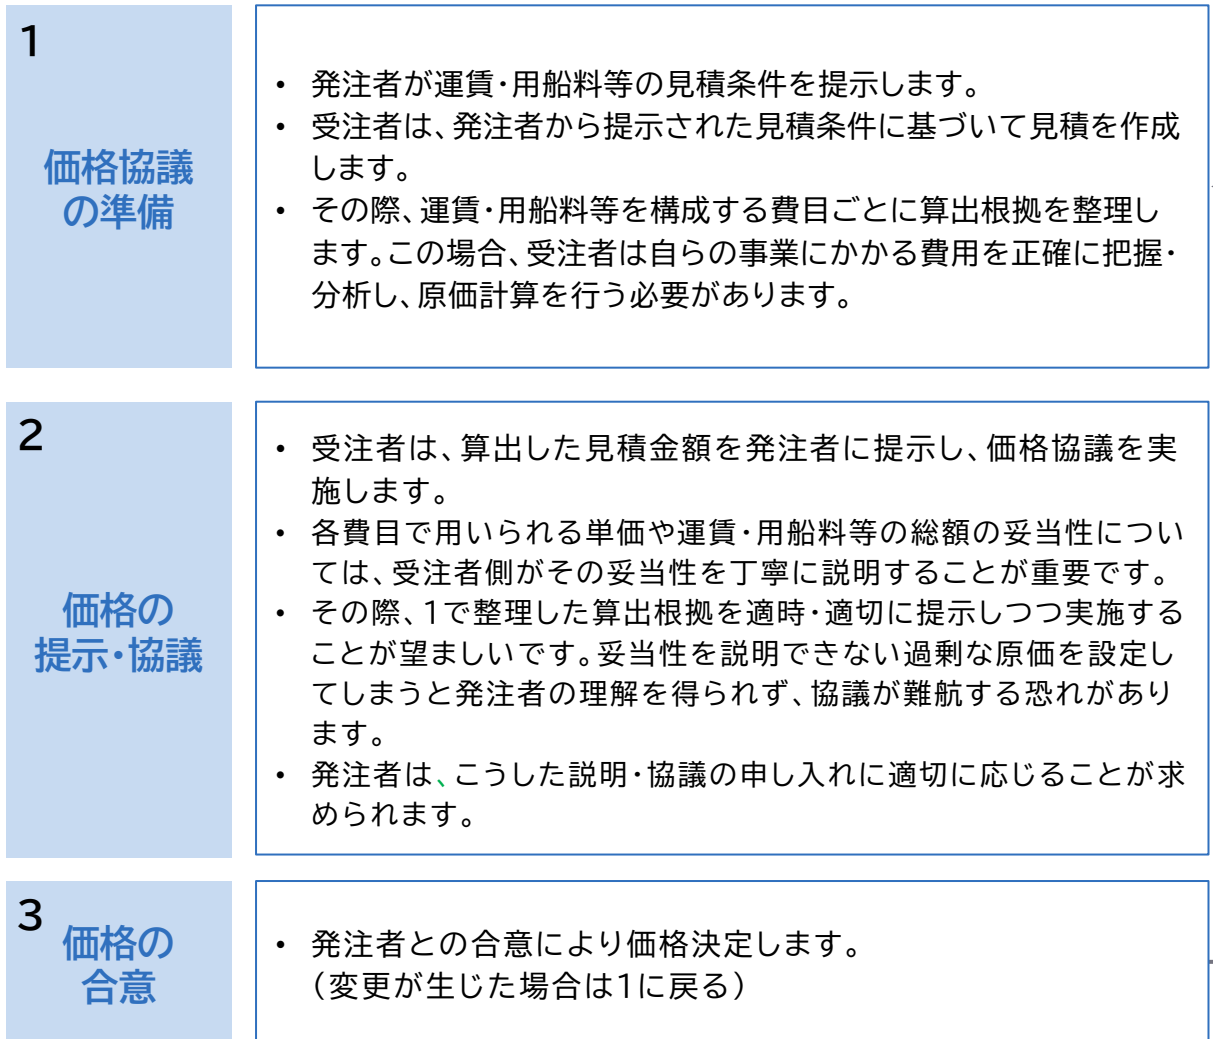 1
価格協議
の準備
• 発注者が運賃・用船料等の見積条件を提示します。
• 受注者は、発注者から提示された見積条件に基づいて見積を作成
します。
• その際、運賃・用船料等を構成する費目ごとに算出根拠を整理し
ます。この場合、受注者は自らの事業にかかる費用を正確に把握・
分析し、原価計算を行う必要があります。
2
価格の
提示・協議
• 受注者は、算出した見積金額を発注者に提示し、価格協議を実
施します。
• 各費目で用いられる単価や運賃・用船料等の総額の妥当性につい
ては、受注者側がその妥当性を丁寧に説明することが重要です。
• その際、1で整理した算出根拠を適時・適切に提示しつつ実施する
ことが望ましいです。妥当性を説明できない過剰な原価を設定し
てしまうと発注者の理解を得られず、協議が難航する恐れがあり
ます。
• 発注者は、こうした説明・協議の申し入れに適切に応じることが求
められます。
3
価格の
合意
• 発注者との合意により価格決定します。
（変更が生じた場合は1に戻る）